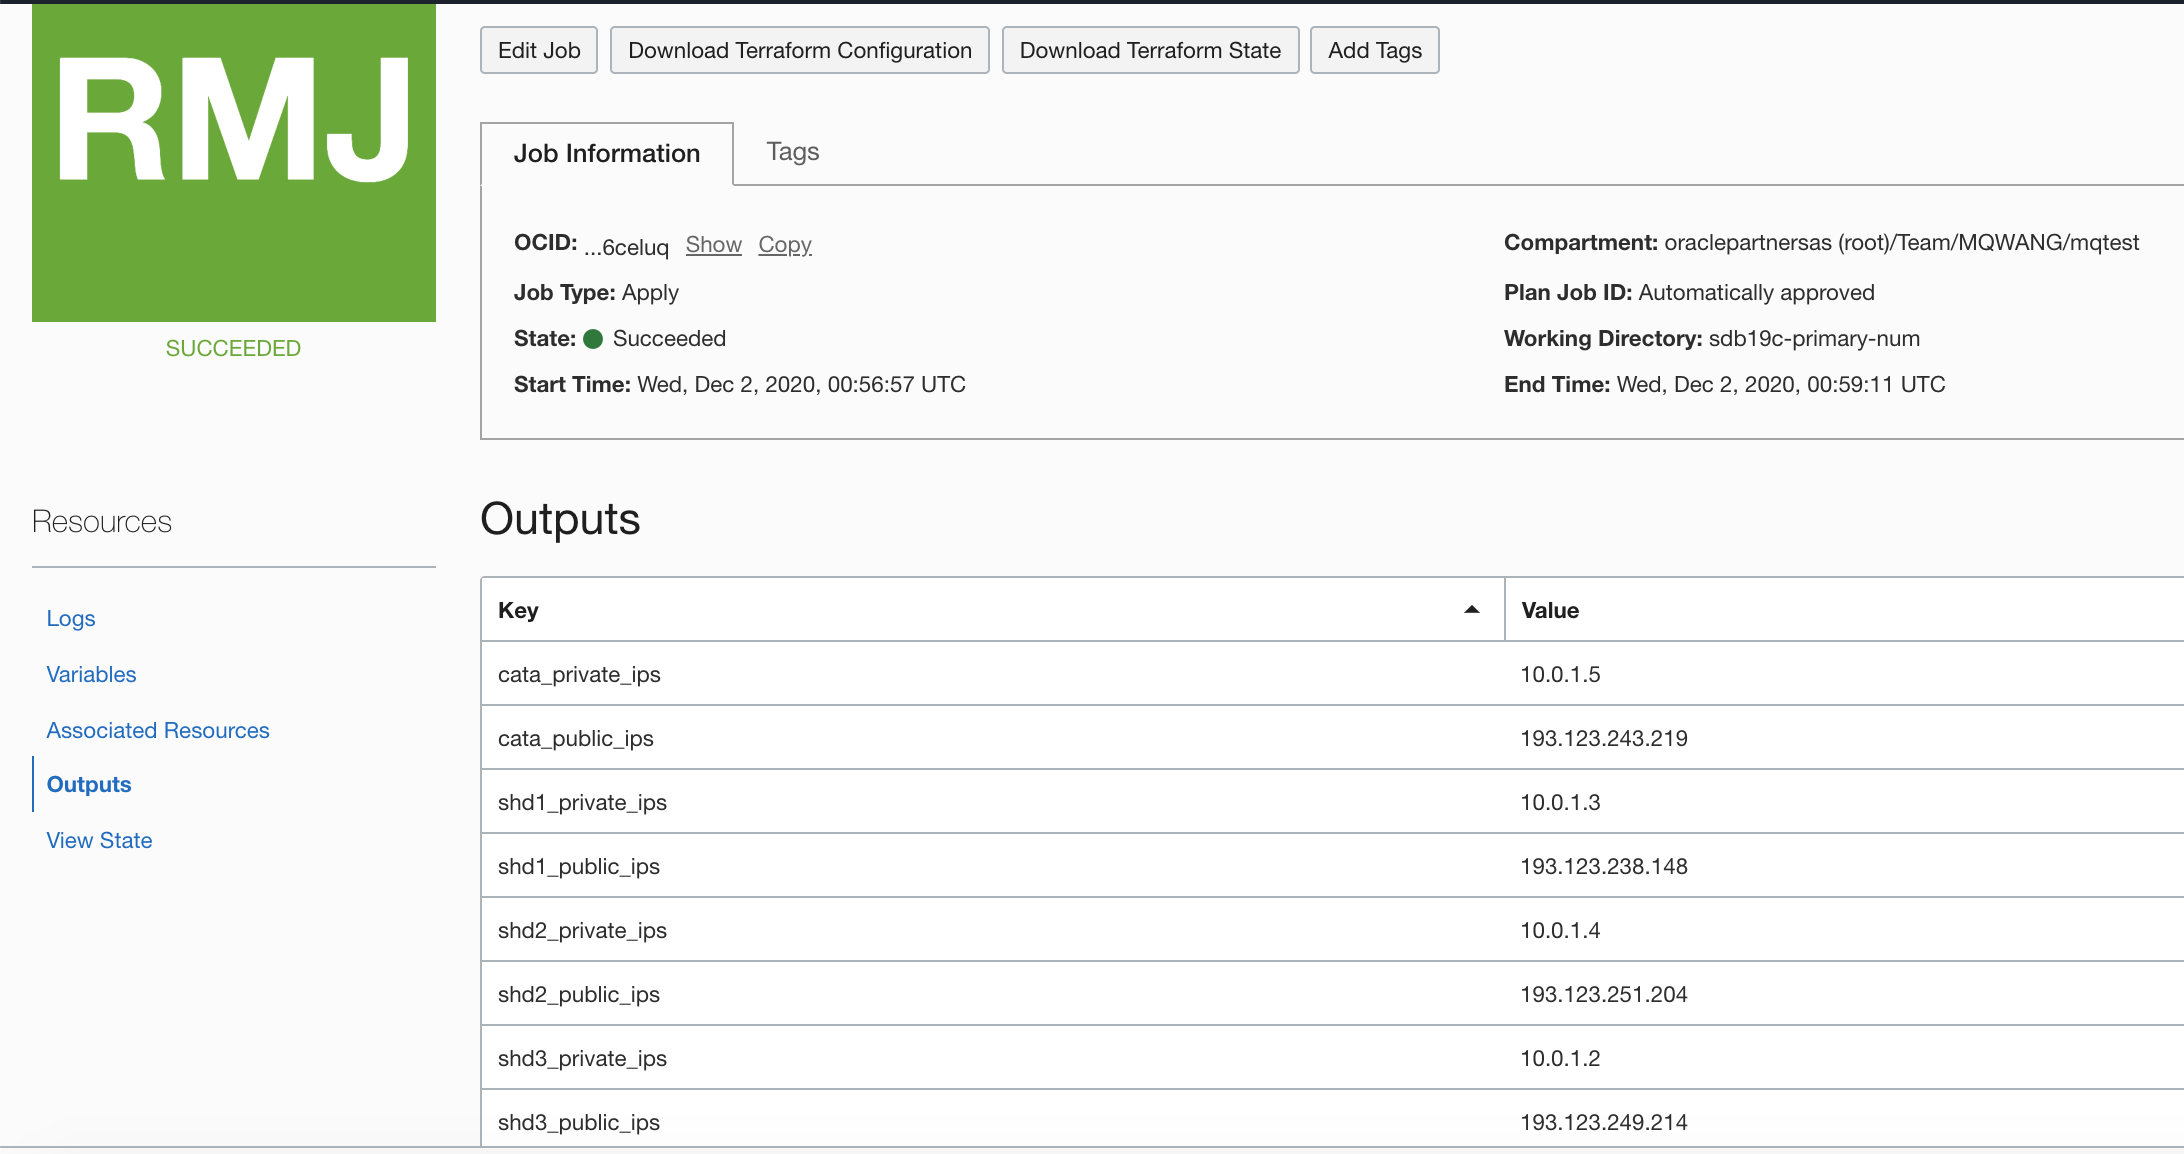 RMJ
SUCCEEDED
Edit Job
Download Terraform Configuration
Download Terraform State
Add Tags
Job Information
Tags
OCID: ...6celuq Show Copy
Job Type: Apply
State: Succeeded
Start Time: Wed, Dec 2, 2020, 00:56:57 UTC
Compartment: oraclepartnersas (root)/Team/MQWANG/mqtest
Plan Job ID: Automatically approved
Working Directory: sdb19c-primary-num
End Time: Wed, Dec 2, 2020, 00:59:11 UTC
Resources
Logs
Variables
Associated Resources
Outputs
View State
Outputs
Key Value
cata_private_ips 10.0.1.5
cata_public_ips 193.123.243.219
shd1_private_ips 10.0.1.3
shd1_public_ips 193.123.238.148
shd2_private_ips 10.0.1.4
shd2_public_ips 193.123.251.204
shd3_private_ips 10.0.1.2
shd3_public_ips 193.123.249.214